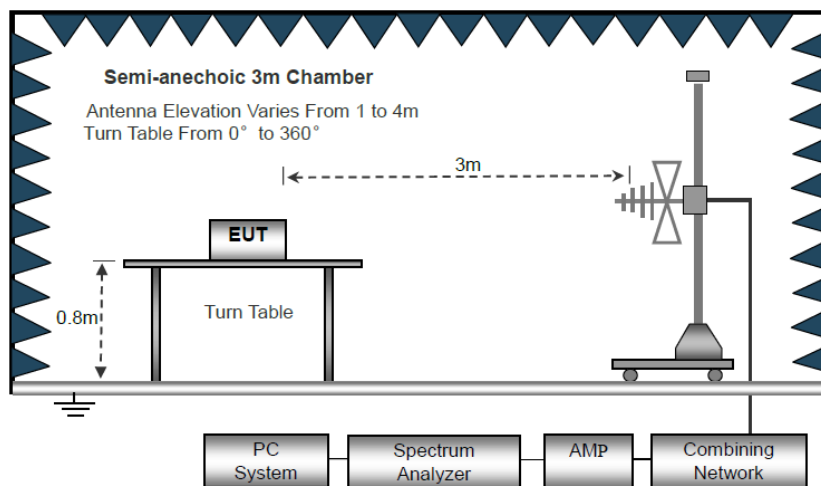 Semi-anechoic 3m Chamber
Antenna Elevation Varies From 1 to 4m
Turn Table From 0° to 360°
3m
EUT
0.8m
Turn Table
PC
System
Spectrum
Analyzer
AMP
Combining
Network